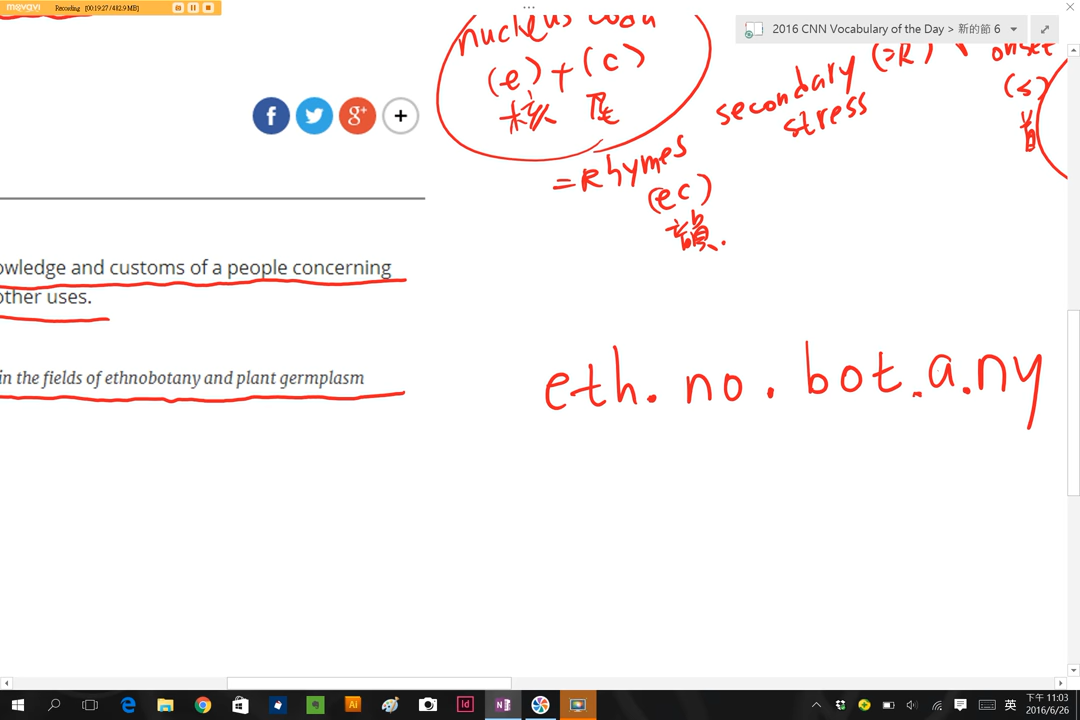 movavi Recording [00:19:27/482.9 MB]
2016 CNN Vocabulary of the Day > 新的節 6
nucleus
(e)+(c)
核 尾
=Rhymes
(ec)
韻.
secondary
stress
(=R)
onset
(s)
首
f
g+
+
owledge and customs of a people concerning
other uses.
in the fields of ethnobotany and plant germplasm
eth. no. bot.a.ny
英
下午 11:03
2016/6/26